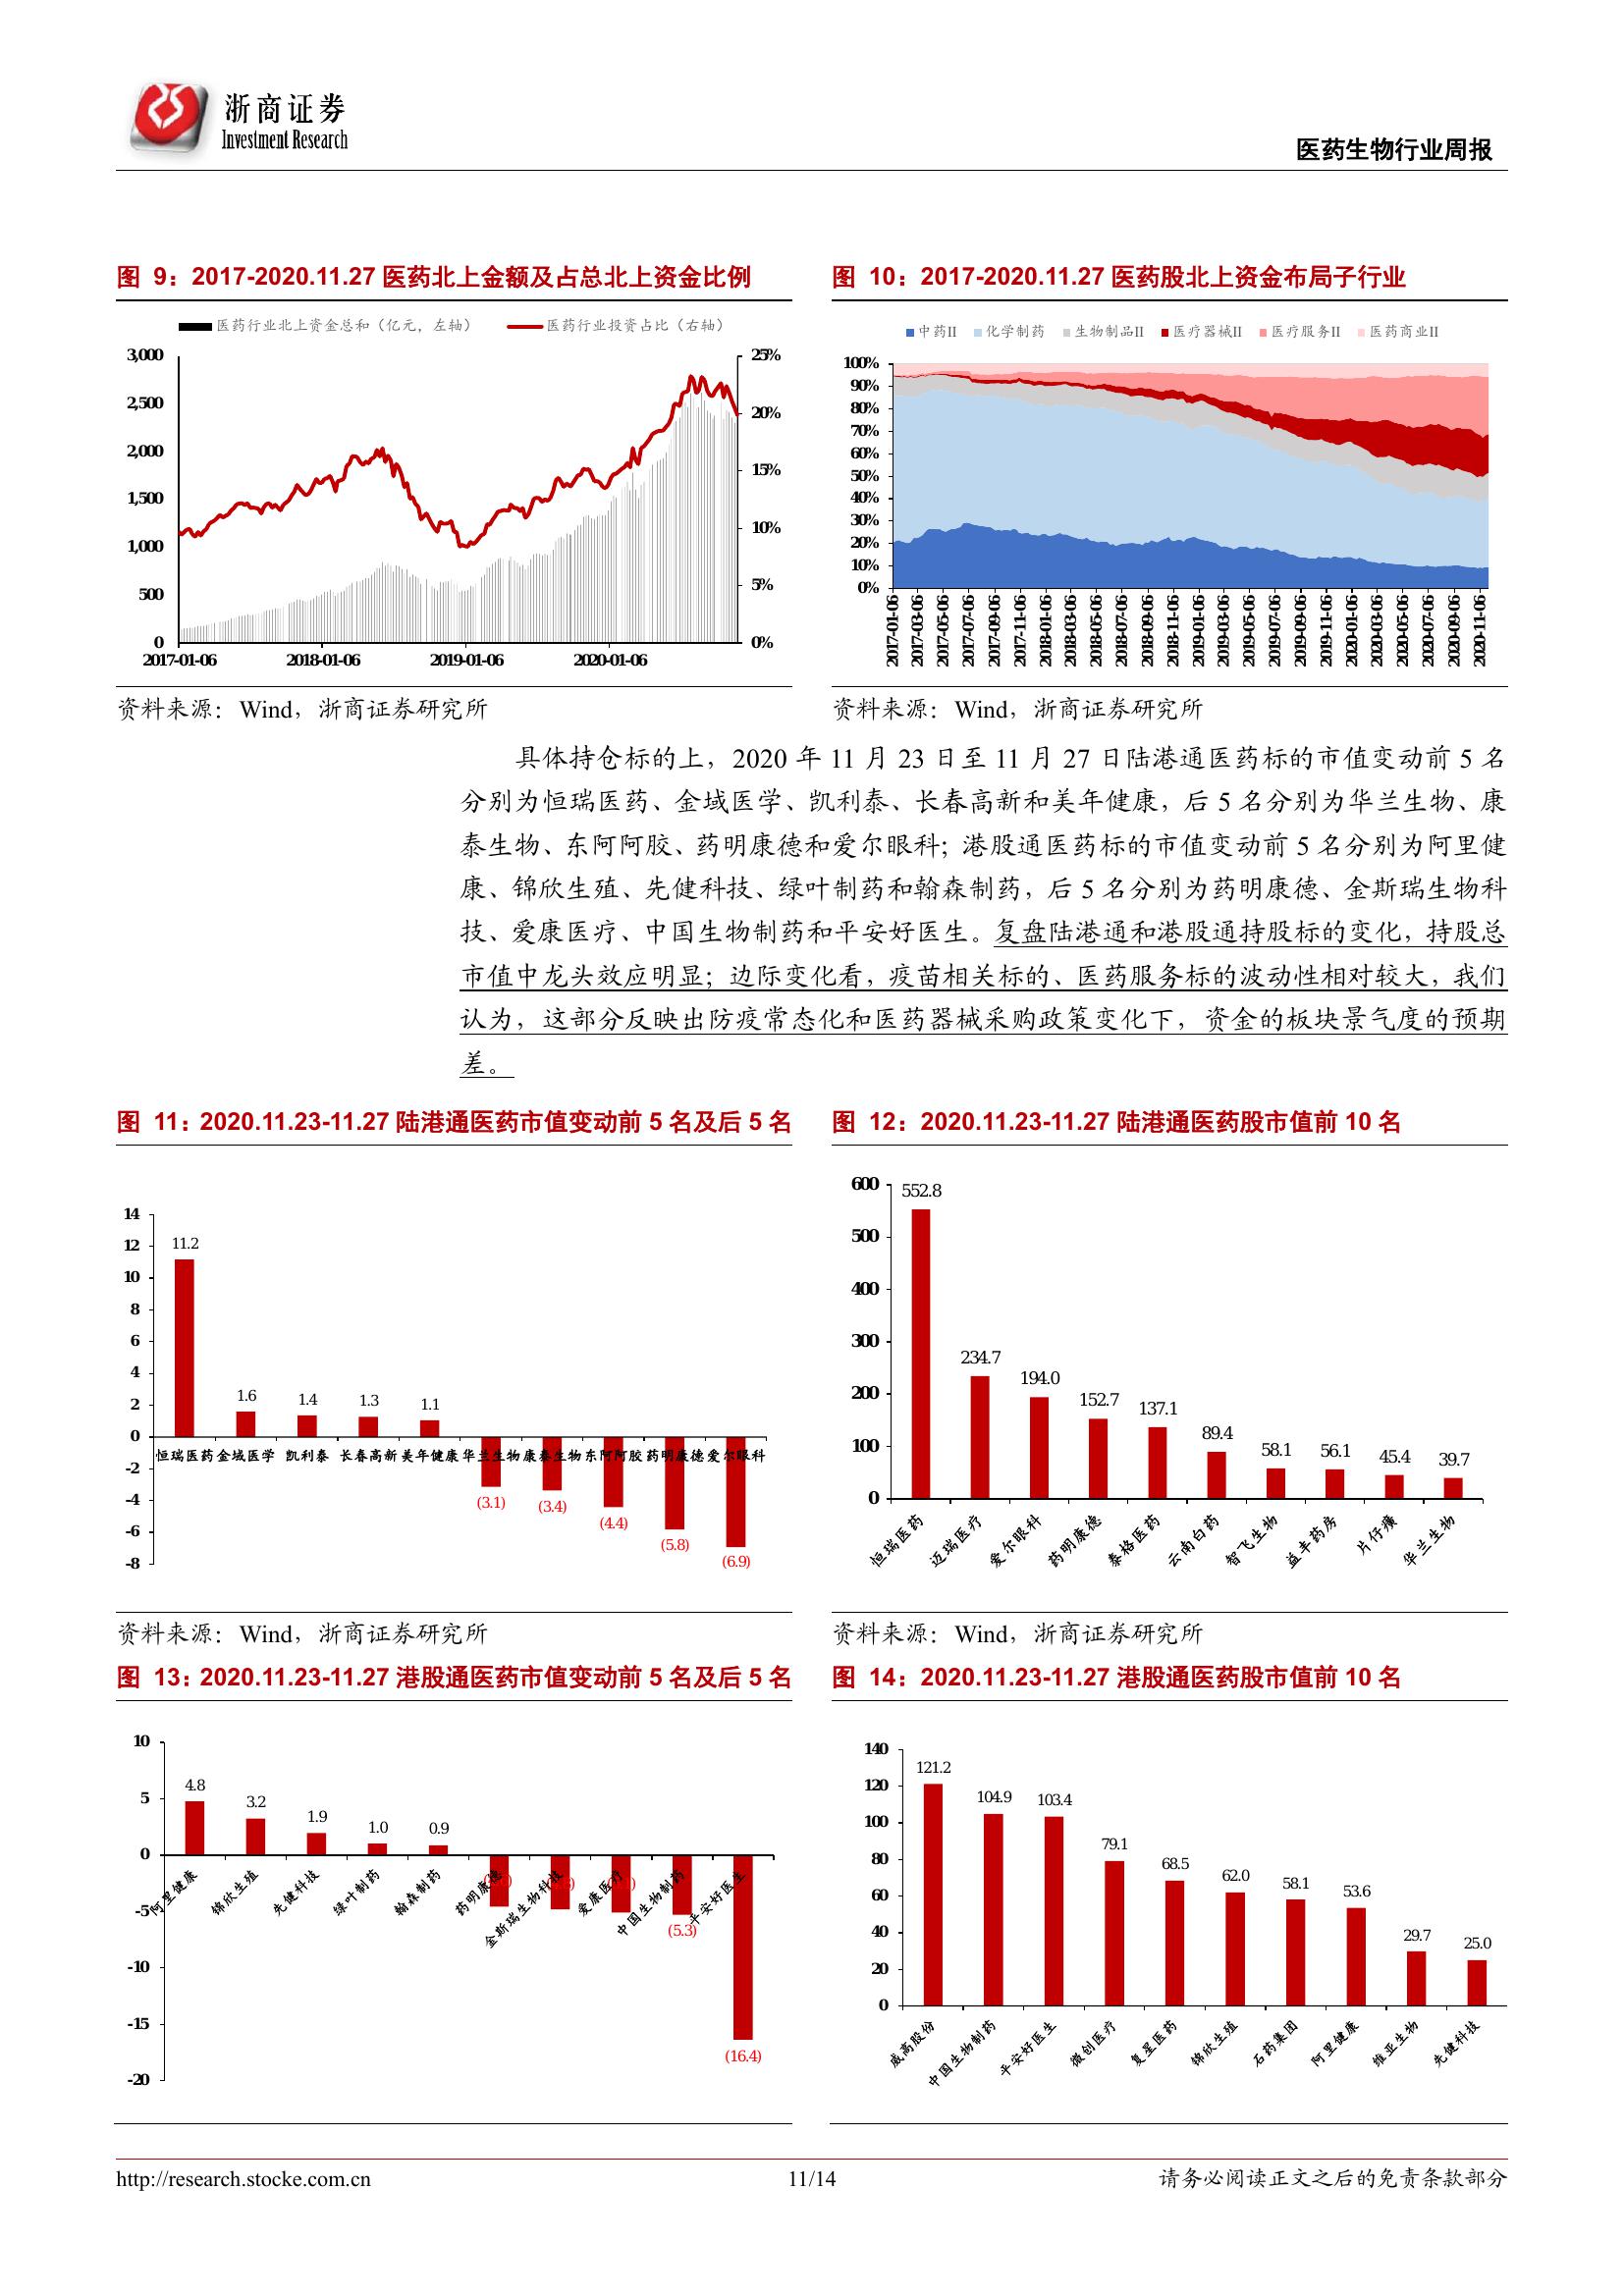 浙商证券
Investment Research
医药生物行业周报
图 9：2017-2020.11.27 医药北上金额及占总北上资金比例
医药行业北上资金总和（亿元，左轴）
医药行业投资占比（右轴）
3,000
2,500
2,000
1,500
1,000
500
0
25%
20%
15%
10%
5%
0%
2017-01-06
2018-01-06
2019-01-06
2020-01-06
资料来源：Wind，浙商证券研究所
图 10：2017-2020.11.27 医药股北上资金布局子行业
中药II 化学制药 生物制品II 医疗器械II 医疗服务II 医药商业II
100%
90%
80%
70%
60%
50%
40%
30%
20%
10%
0%
2017-01-06
2017-03-06
2017-05-06
2017-07-06
2017-09-06
2017-11-06
2018-01-06
2018-03-06
2018-05-06
2018-07-06
2018-09-06
2018-11-06
2019-01-06
2019-03-06
2019-05-06
2019-07-06
2019-09-06
2019-11-06
2020-01-06
2020-03-06
2020-05-06
2020-07-06
2020-09-06
2020-11-06
资料来源：Wind，浙商证券研究所
具体持仓标的上，2020 年 11 月 23 日至 11 月 27 日陆港通医药标的市值变动前 5 名
分别为恒瑞医药、金域医学、凯利泰、长春高新和美年健康，后 5 名分别为华兰生物、康
泰生物、东阿阿胶、药明康德和爱尔眼科；港股通医药标的市值变动前 5 名分别为阿里健
康、锦欣生殖、先健科技、绿叶制药和翰森制药，后 5 名分别为药明康德、金斯瑞生物科
技、爱康医疗、中国生物制药和平安好医生。复盘陆港通和港股通持股标的变化，持股总
市值中龙头效应明显；边际变化看，疫苗相关标的、医药服务标的波动性相对较大，我们
认为，这部分反映出防疫常态化和医药器械采购政策变化下，资金的板块景气度的预期
差。
图 11：2020.11.23-11.27 陆港通医药市值变动前 5 名及后 5 名
14
12
10
8
6
4
2
0
-2
-4
-6
-8
11.2
1.6
1.4
1.3
1.1
(3.1)
(3.4)
(4.4)
(5.8)
(6.9)
恒瑞医药 金域医学 凯利泰 长春高新 美年健康 华兰生物 康泰生物 东阿阿胶 药明康德 爱尔眼科
资料来源：Wind，浙商证券研究所
图 12：2020.11.23-11.27 陆港通医药股市值前 10 名
600
500
400
300
200
100
0
552.8
234.7
194.0
152.7
137.1
89.4
58.1
56.1
45.4
39.7
恒瑞医药
迈瑞医疗
爱尔眼科
药明康德
泰格医药
云南白药
智飞生物
益丰药房
片仔癀
华兰生物
资料来源：Wind，浙商证券研究所
图 13：2020.11.23-11.27 港股通医药市值变动前 5 名及后 5 名
10
5
0
-5
-10
-15
-20
4.8
3.2
1.9
1.0
0.9
(5.3)
(16.4)
阿里健康
锦欣生殖
先健科技
绿叶制药
翰森制药
药明康德
金斯瑞生物科技
爱康医疗
中国生物制药
平安好医生
图 14：2020.11.23-11.27 港股通医药股市值前 10 名
140
120
100
80
60
40
20
0
121.2
104.9
103.4
79.1
68.5
62.0
58.1
53.6
29.7
25.0
威高股份
中国生物制药
平安好医生
微创医疗
复星医药
锦欣生殖
石药集团
阿里健康
维亚生物
先健科技
http://research.stocke.com.cn
11/14
请务必阅读正文之后的免责条款部分